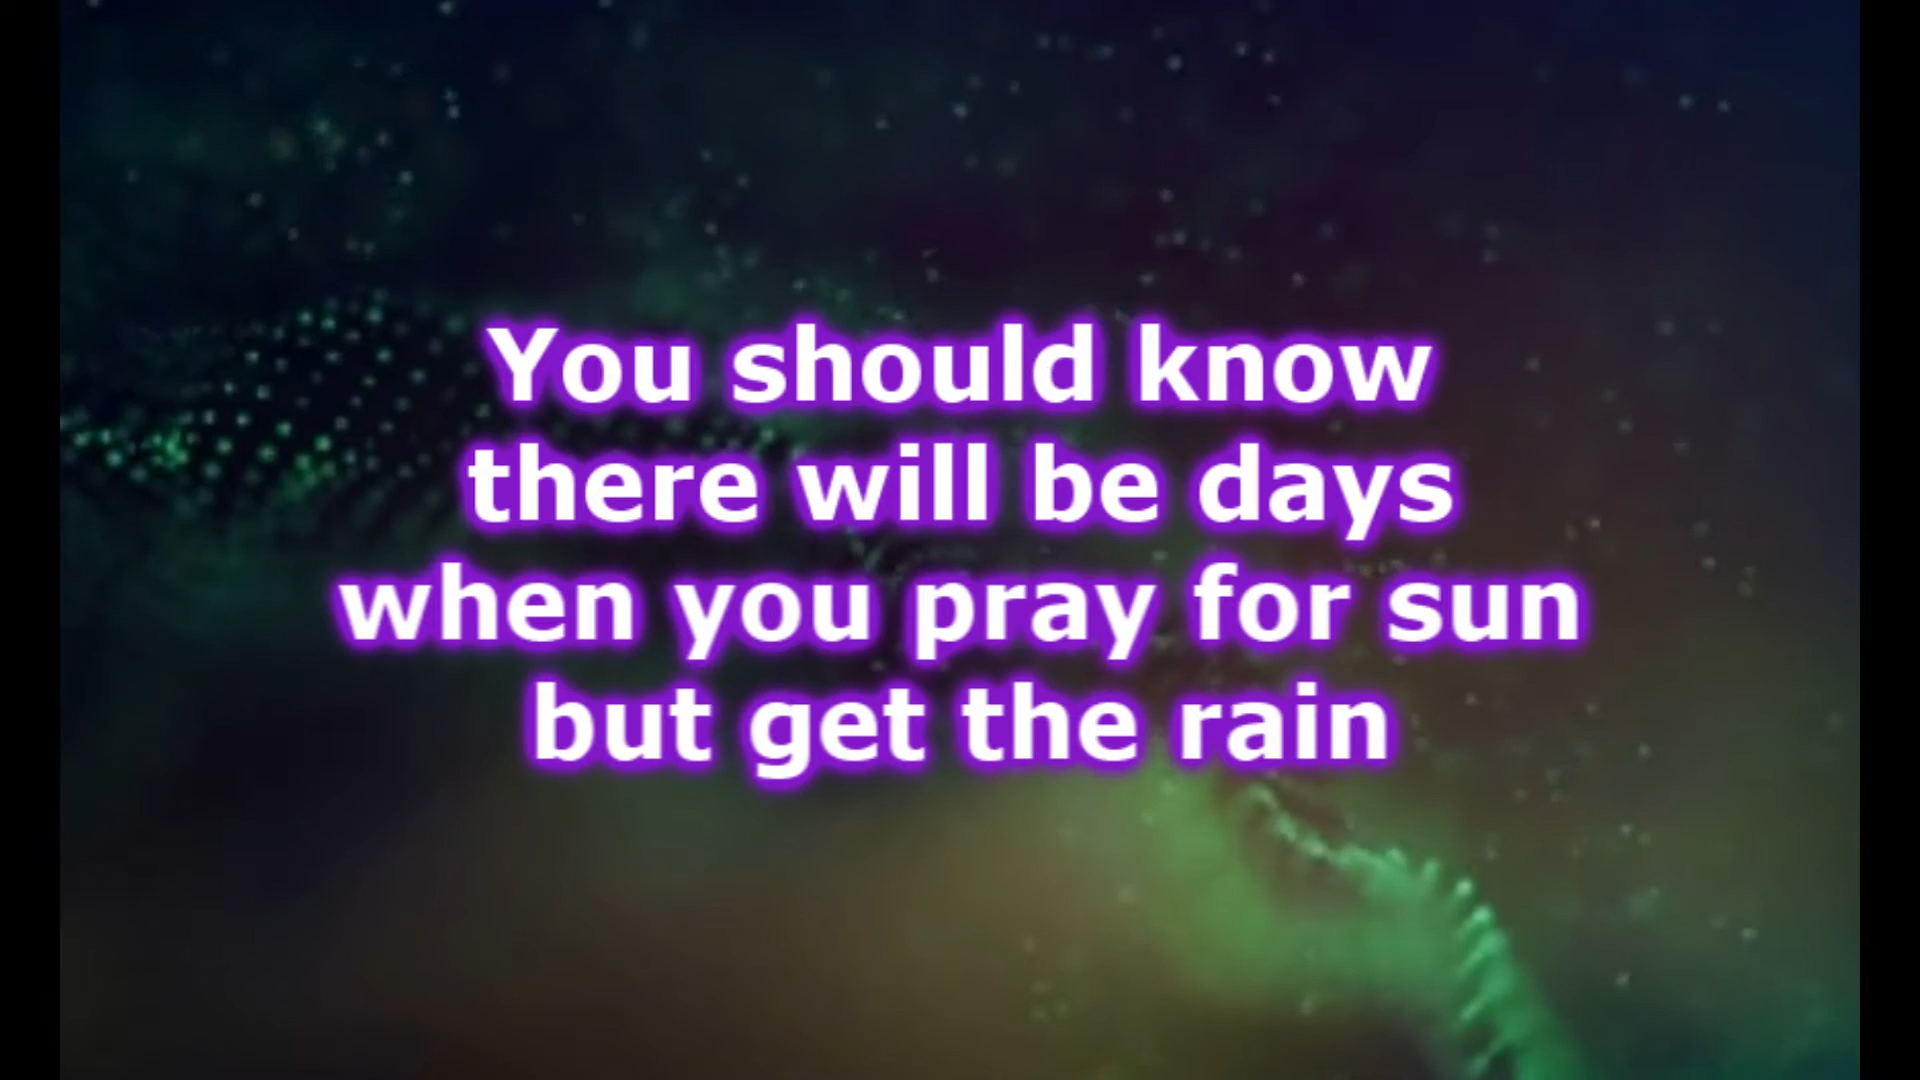 You should know
there will be days
when you pray for sun
but get the rain